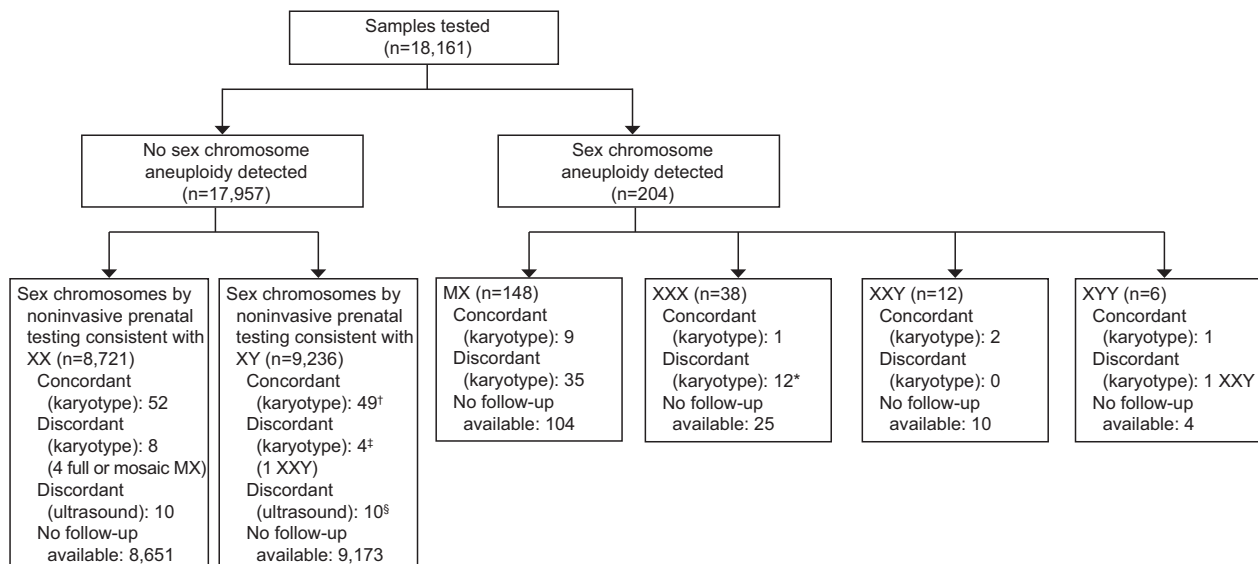 Samples tested
(n=18,161)
No sex chromosome
aneuploidy detected
(n=17,957)
Sex chromosome
aneuploidy detected
(n=204)
Sex chromosomes by
noninvasive prenatal
testing consistent with
XX (n=8,721)
Concordant
(karyotype): 52
Discordant
(karyotype): 8
(4 full or mosaic MX)
Discordant
(ultrasound): 10
No follow-up
available: 8,651
Sex chromosomes by
noninvasive prenatal
testing consistent with
XY (n=9,236)
Concordant
(karyotype): 49†
Discordant
(karyotype): 4‡
(1 XXY)
Discordant
(ultrasound): 10§
No follow-up
available: 9,173
MX (n=148)
Concordant
(karyotype): 9
Discordant
(karyotype): 35
No follow-up
available: 104
XXX (n=38)
Concordant
(karyotype): 1
Discordant
(karyotype): 12*
No follow-up
available: 25
XXY (n=12)
Concordant
(karyotype): 2
Discordant
(karyotype): 0
No follow-up
available: 10
XYY (n=6)
Concordant
(karyotype): 1
Discordant
(karyotype): 1 XXY
No follow-up
available: 4